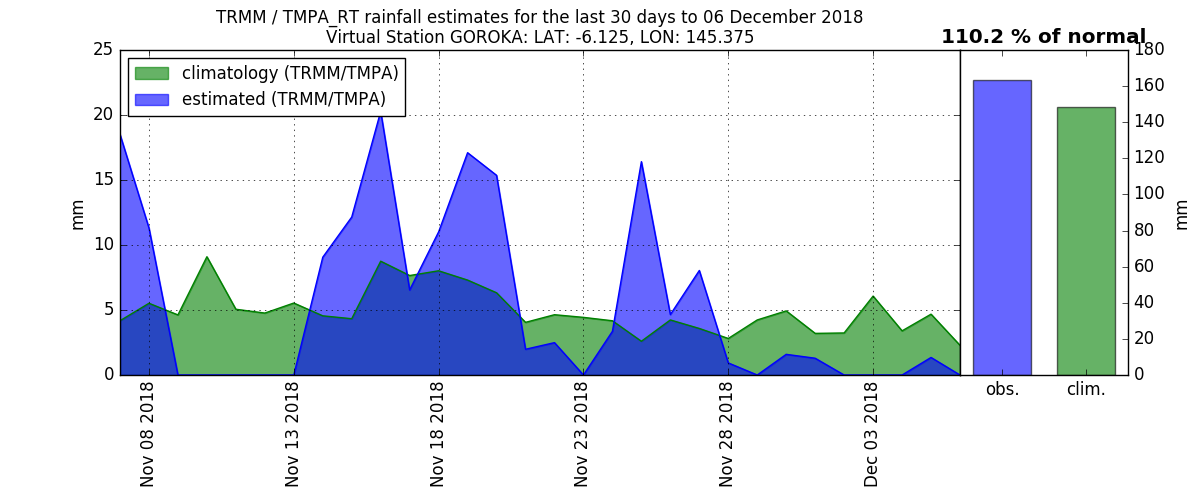 TRMM / TMPA_RT rainfall estimates for the last 30 days to 06 December 2018
Virtual Station GOROKA: LAT: -6.125, LON: 145.375
110.2 % of normal
climatology (TRMM/TMPA)
estimated (TRMM/TMPA)
25
20
15
10
5
0
mm
180
160
140
120
100
80
60
40
20
0
mm
Nov 08 2018
Nov 13 2018
Nov 18 2018
Nov 23 2018
Nov 28 2018
Dec 03 2018
obs.
clim.